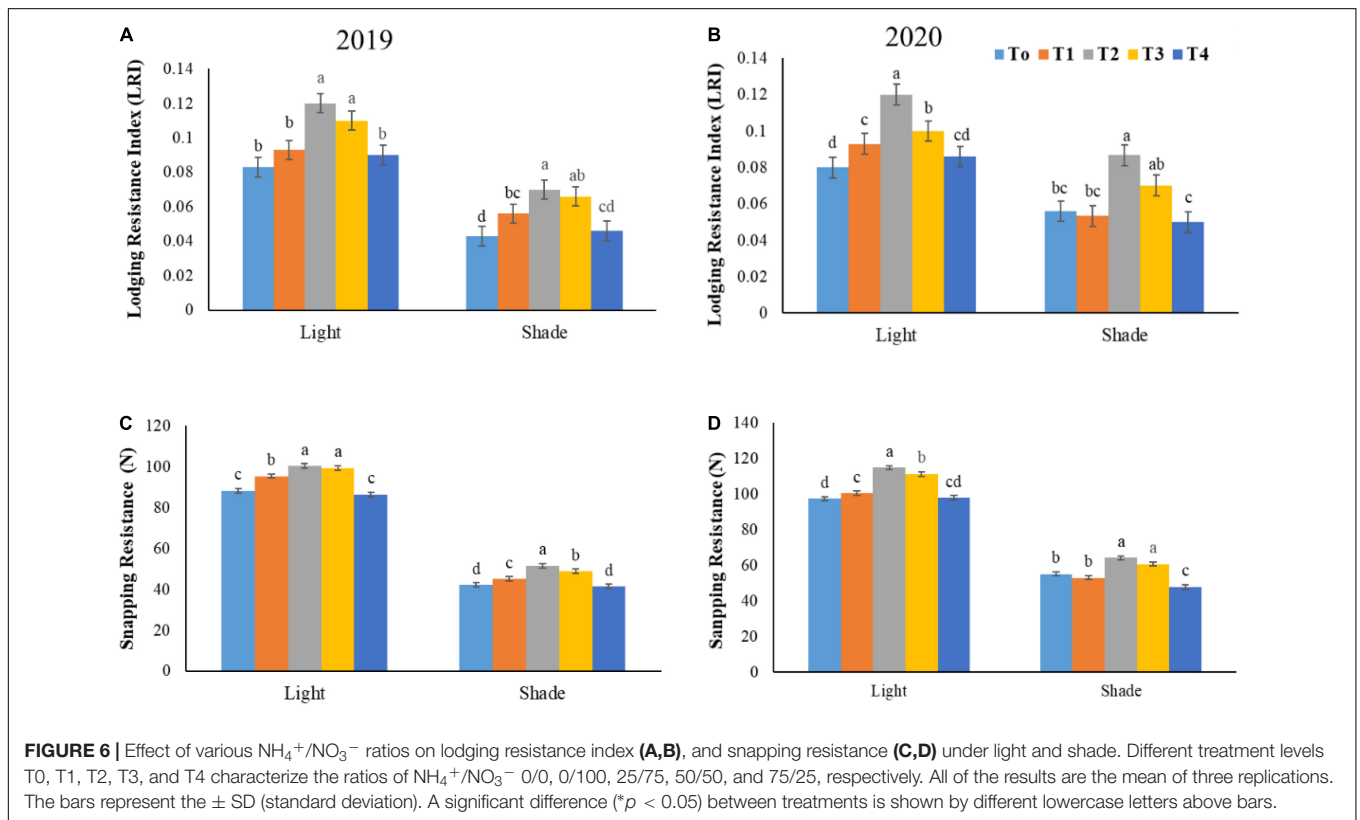 A
2019
Lodging Resistance Index (LRI)
0.14
0.12
0.1
0.08
0.06
0.04
0.02
0
b
b
a
a
b
d
bc
a
ab
cd
Light
Shade
B
2020
To T1 T2 T3 T4
Lodging Resistance Index (LRI)
0.14
0.12
0.1
0.08
0.06
0.04
0.02
0
d
c
a
b
cd
bc
bc
a
ab
c
Light
Shade
C
Snapping Resistance (N)
120
100
80
60
40
20
0
c
b
a
a
c
d
c
a
b
d
Light
Shade
D
Sanpping Resistance (N)
140
120
100
80
60
40
20
0
d
c
a
b
cd
b
b
a
a
c
Light
Shade
FIGURE 6 | Effect of various NH₄⁺/NO₃⁻ ratios on lodging resistance index (A,B), and snapping resistance (C,D) under light and shade. Different treatment levels
T0, T1, T2, T3, and T4 characterize the ratios of NH₄⁺/NO₃⁻ 0/0, 0/100, 25/75, 50/50, and 75/25, respectively. All of the results are the mean of three replications.
The bars represent the ± SD (standard deviation). A significant difference (*p < 0.05) between treatments is shown by different lowercase letters above bars.